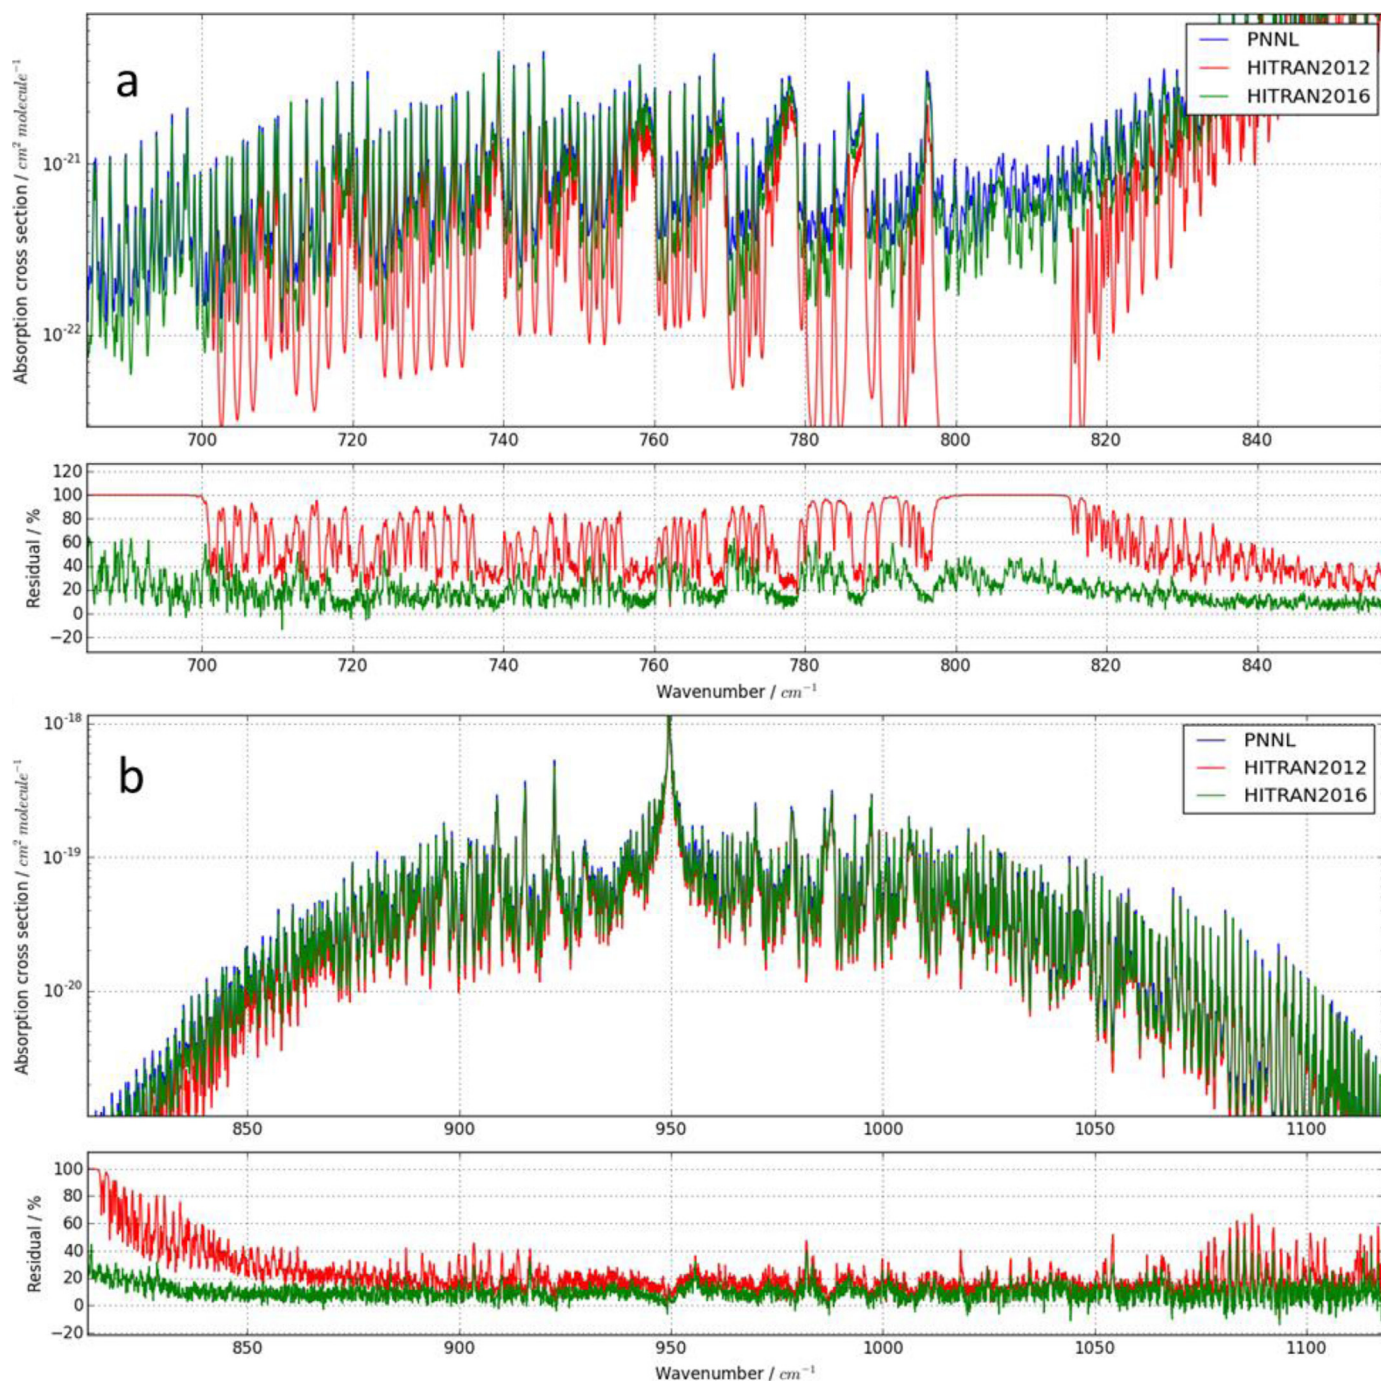 a
PNNL
HITRAN2012
HITRAN2016
Absorption cross section / cm² molecule⁻¹
10⁻²¹
10⁻²²
700 720 740 760 780 800 820 840
Residual / %
120
100
80
60
40
20
0
−20
700 720 740 760 780 800 820 840
Wavenumber / cm⁻¹
b
PNNL
HITRAN2012
HITRAN2016
Absorption cross section / cm² molecule⁻¹
10⁻¹⁸
10⁻¹⁹
10⁻²⁰
850 900 950 1000 1050 1100
Residual / %
100
80
60
40
20
0
−20
850 900 950 1000 1050 1100
Wavenumber / cm⁻¹